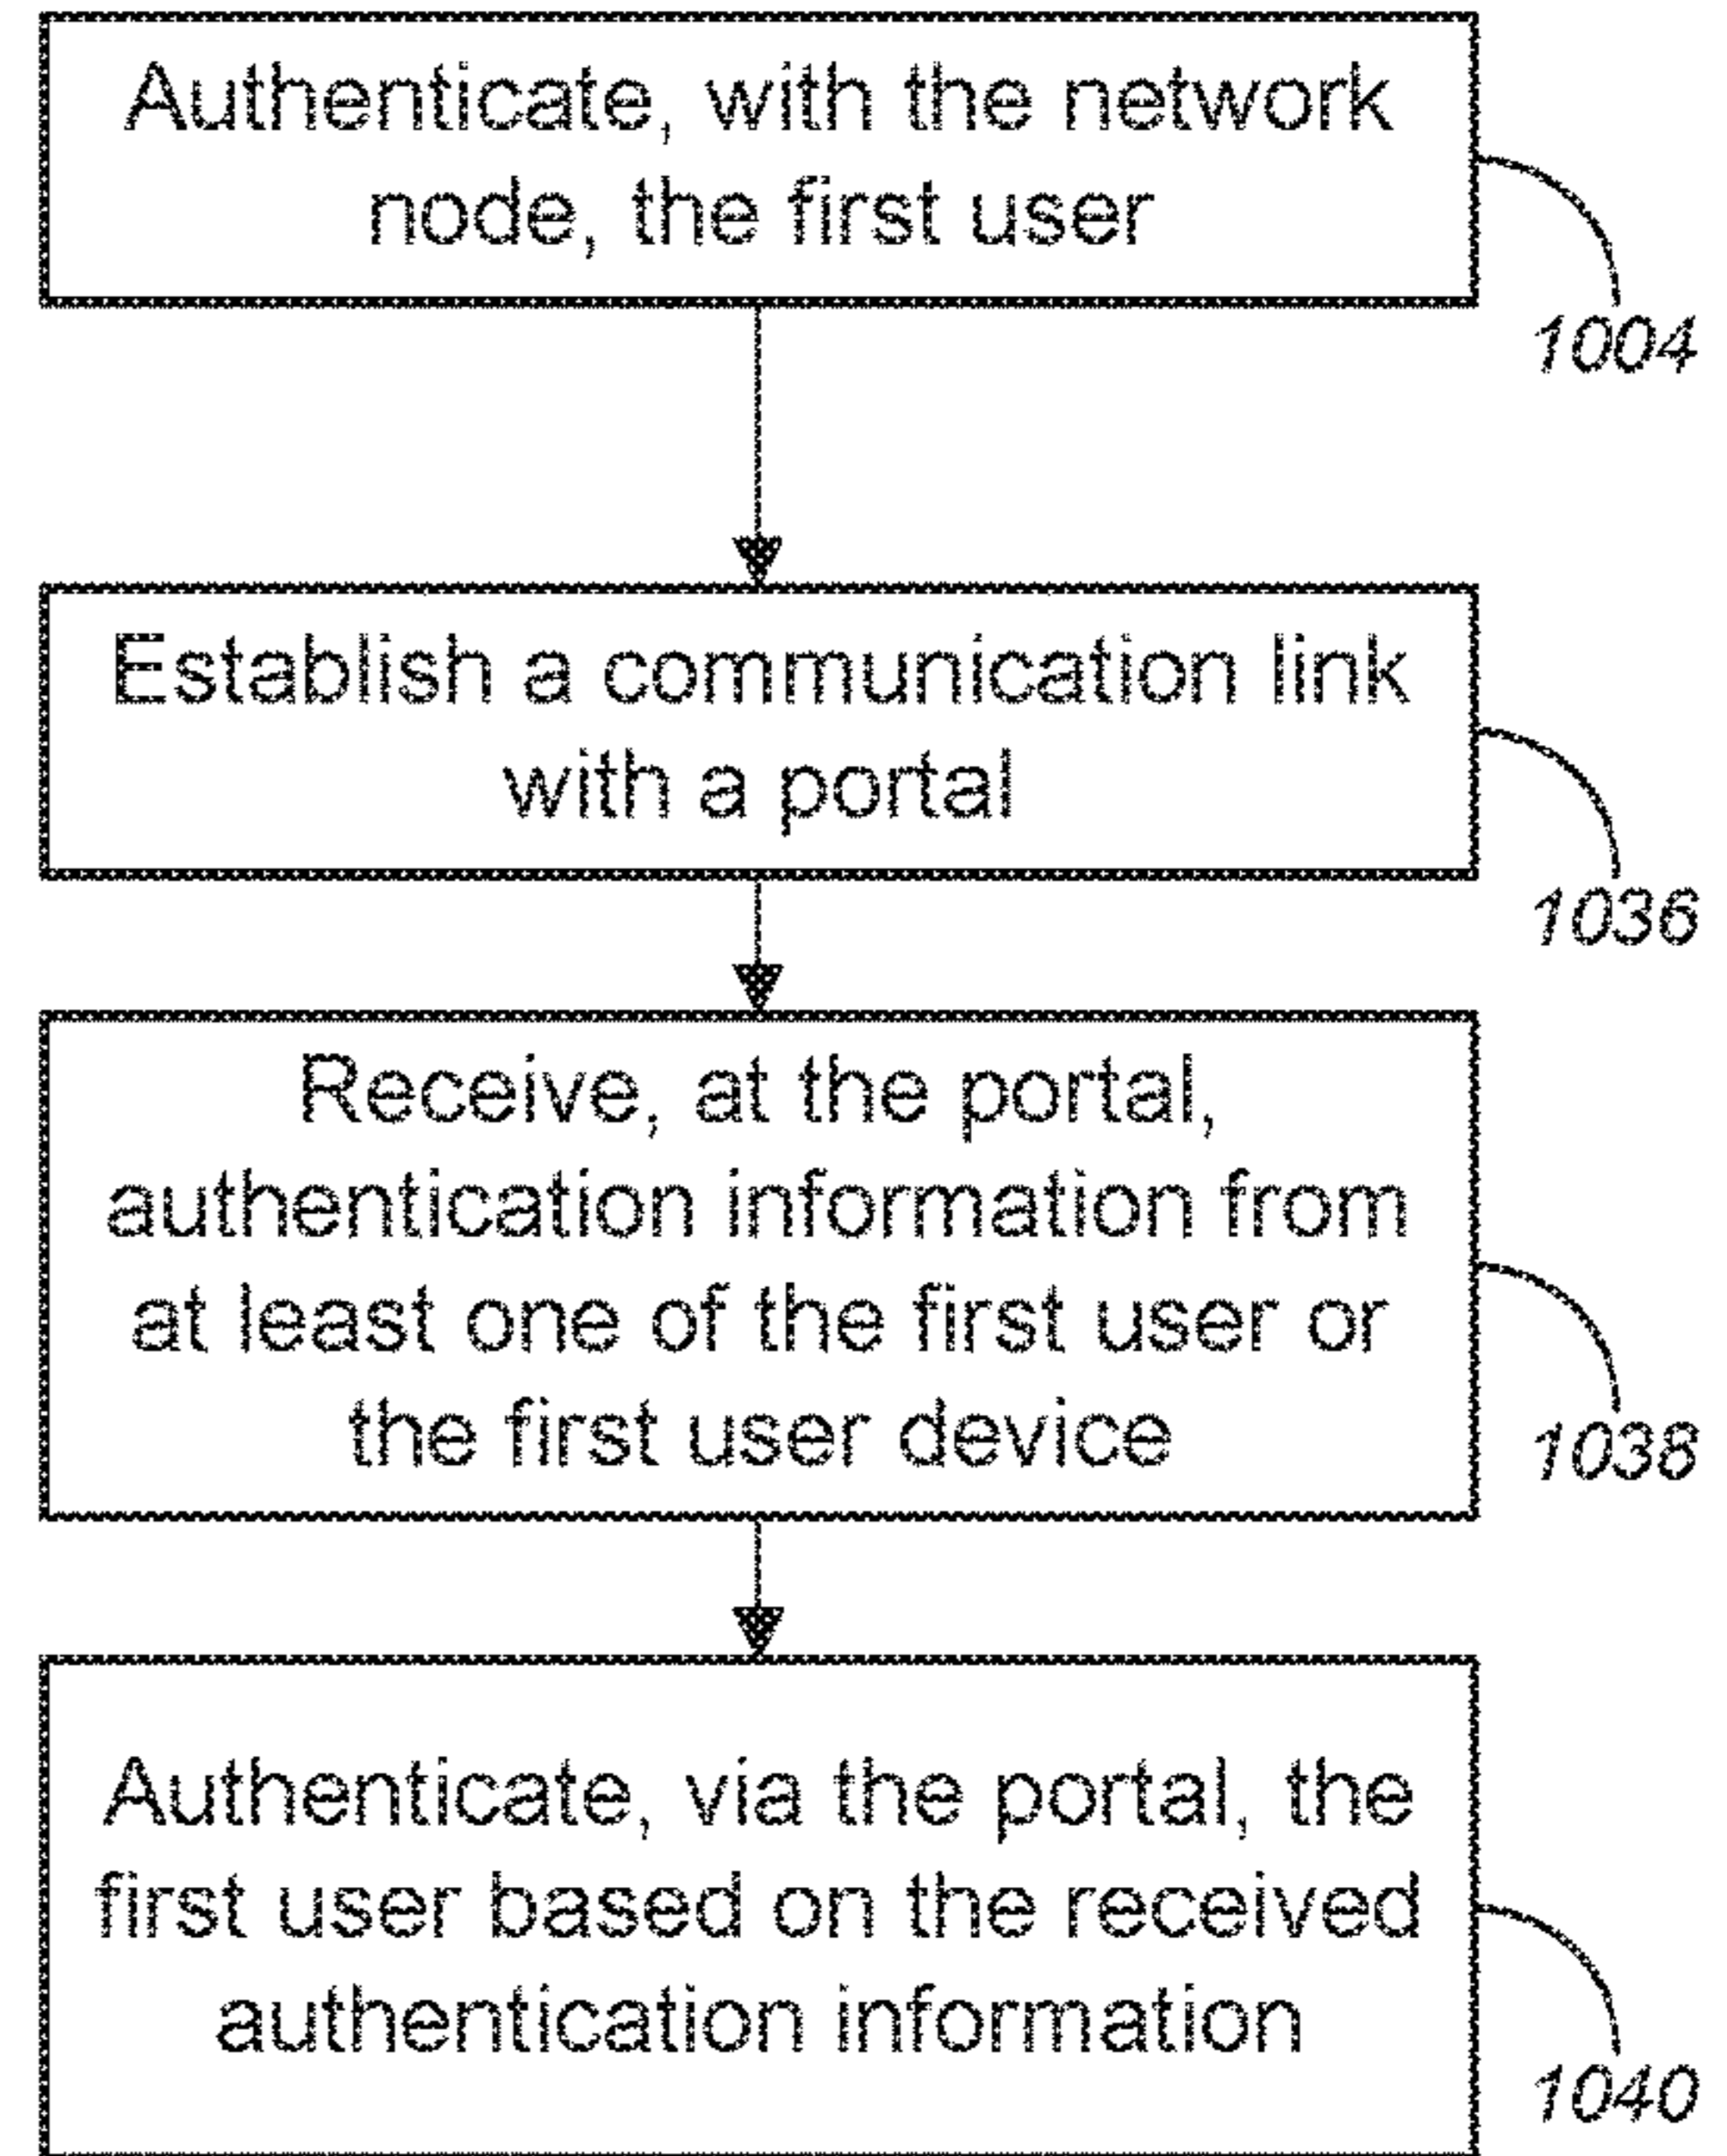 Authenticate, with the network
node, the first user
1004
Establish a communication link
with a portal
1036
Receive, at the portal,
authentication information from
at least one of the first user or
the first user device
1038
Authenticate, via the portal, the
first user based on the received
authentication information
1040